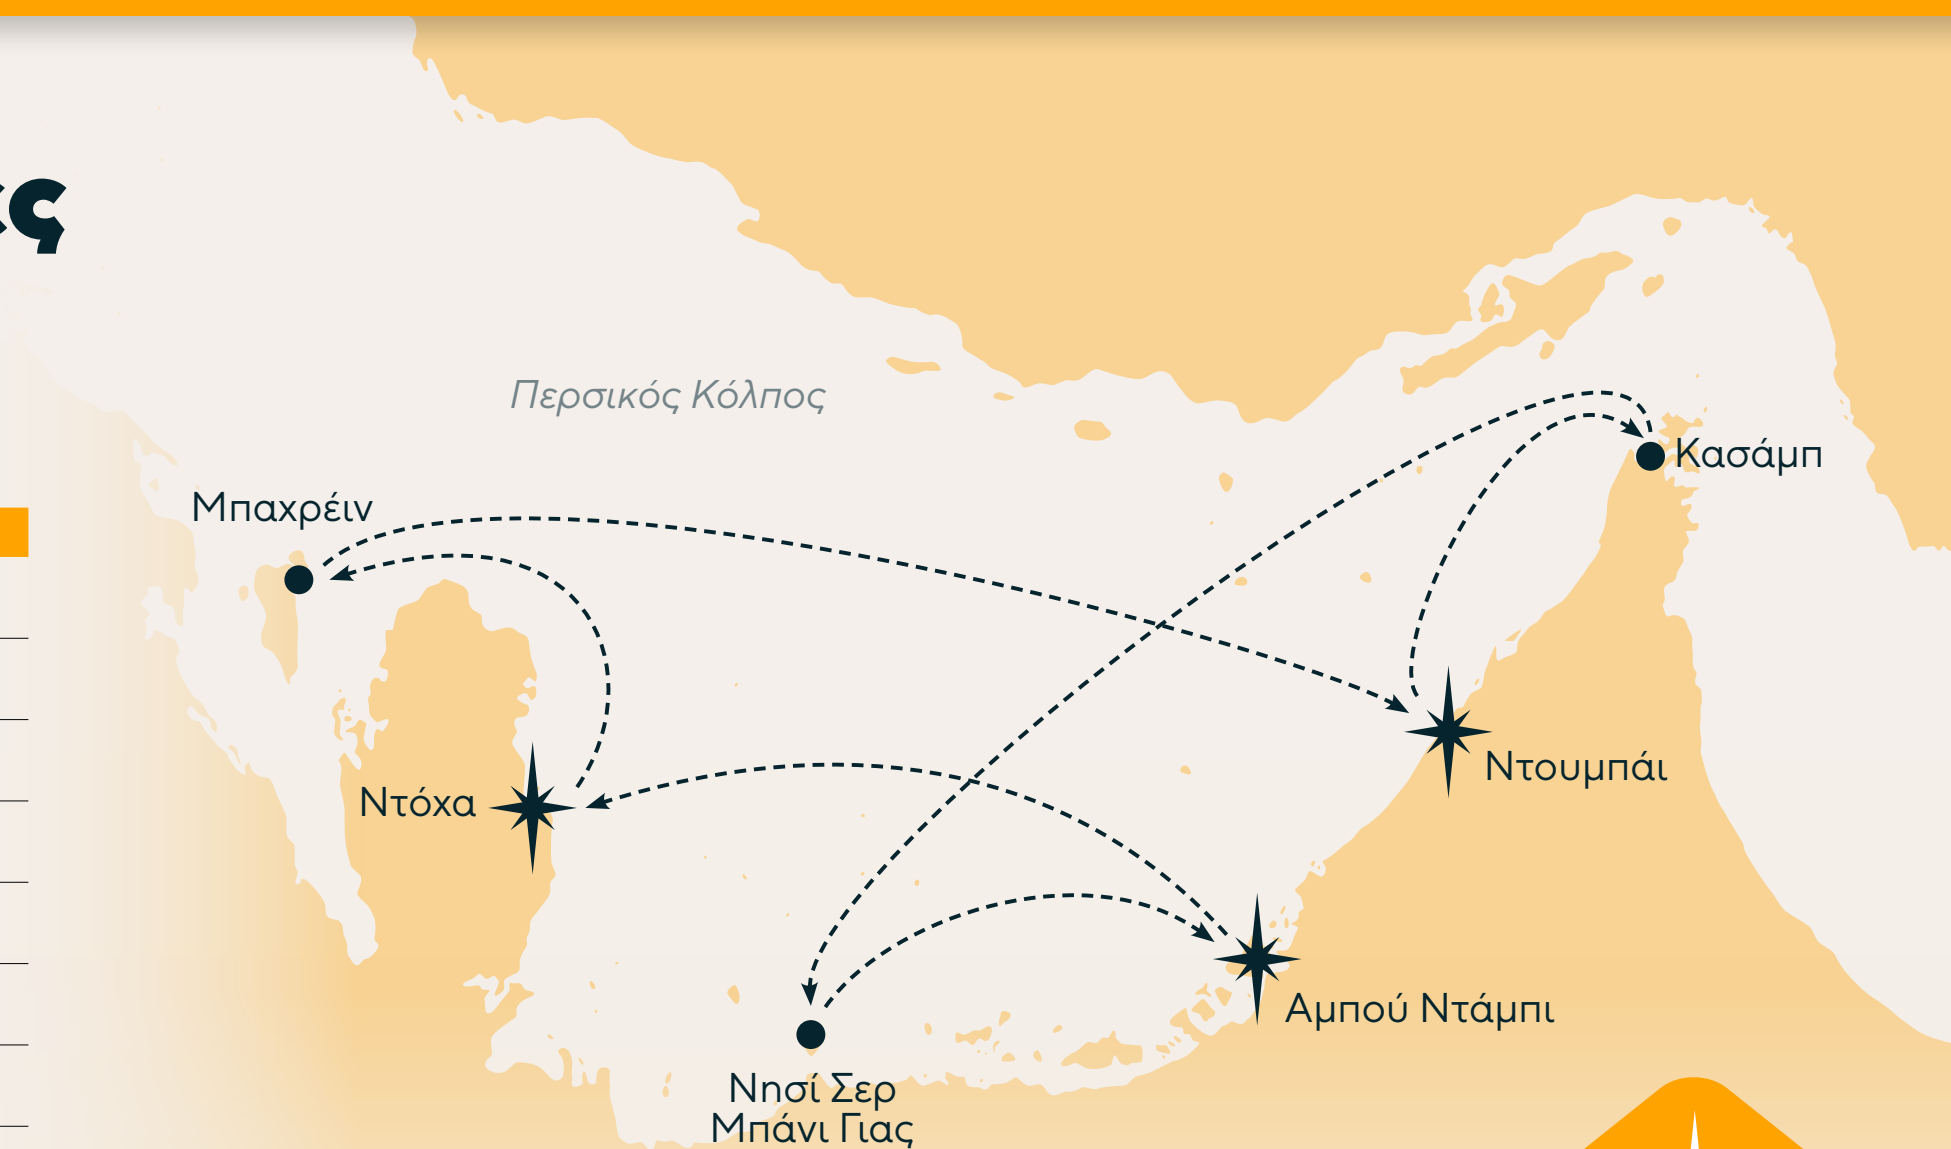 Περσικός Κόλπος
Κασάμπ
Μπαχρέιν
Ντουμπάι
Ντόχα
Αμπού Ντάμπι
Νησί Σερ
Μπάνι Γιας